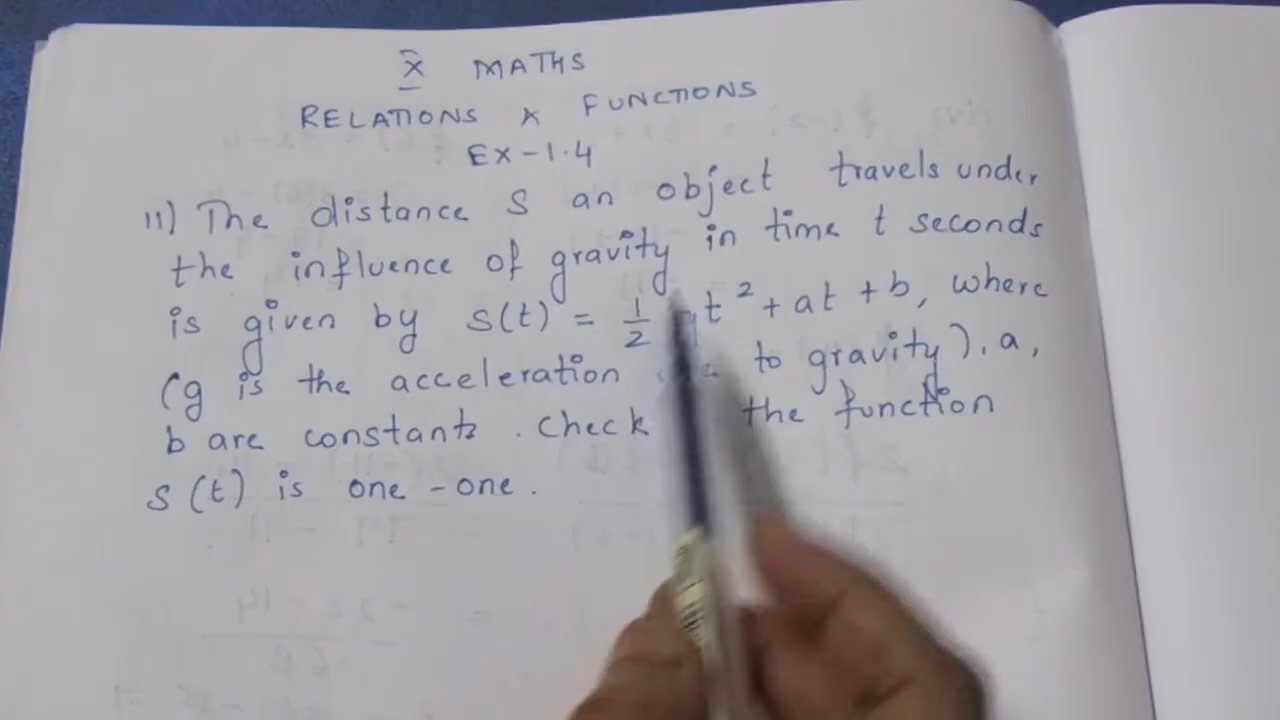 X MATHS
RELATIONS & FUNCTIONS
EX-1.4
11) The distance S an object travels under
the influence of gravity in time t seconds
is given by s(t) = 1/2 gt² + at + b, where
(g is the acceleration to gravity). a,
b are constants. check the function
s(t) is one-one.